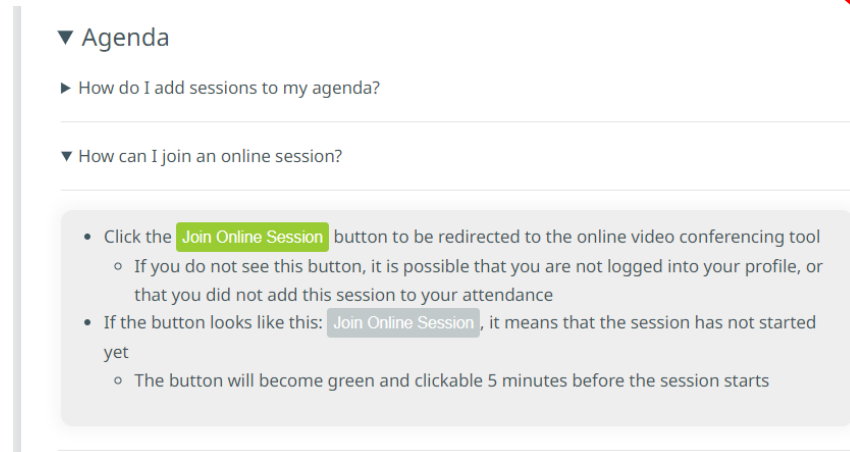 ▼ Agenda
▶ How do I add sessions to my agenda?
▼ How can I join an online session?
• Click the Join Online Session button to be redirected to the online video conferencing tool
◦ If you do not see this button, it is possible that you are not logged into your profile, or
that you did not add this session to your attendance
• If the button looks like this: Join Online Session, it means that the session has not started
yet
◦ The button will become green and clickable 5 minutes before the session starts